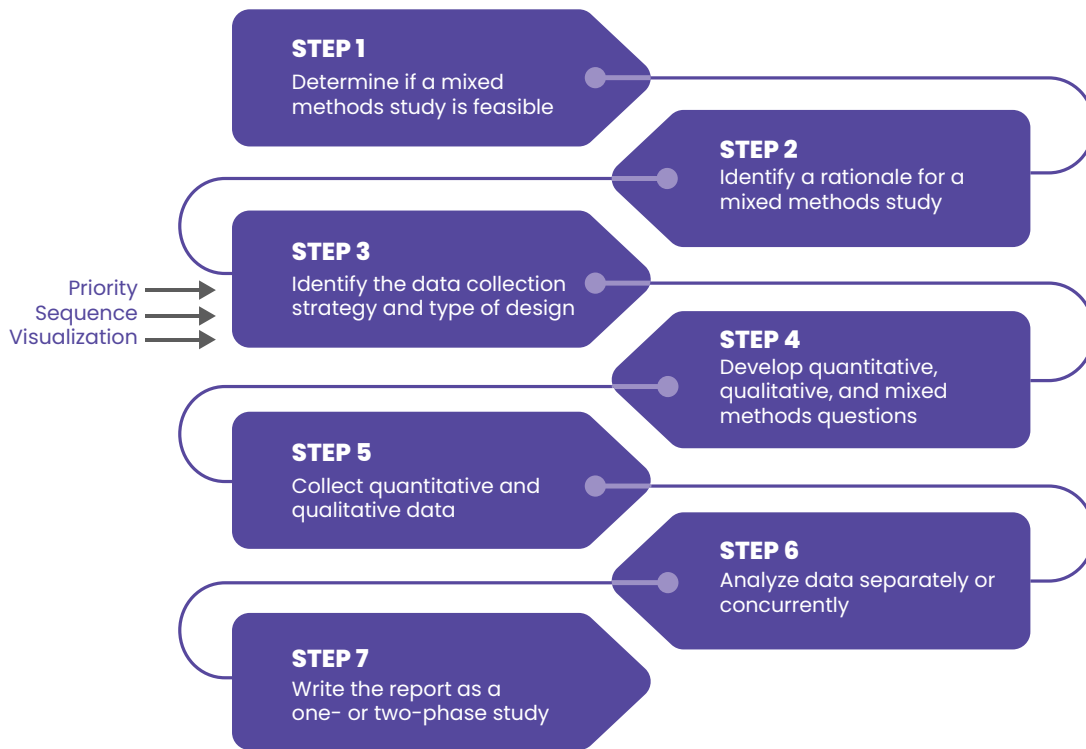 STEP 1
Determine if a mixed
methods study is feasible
STEP 2
Identify a rationale for a
mixed methods study
STEP 3
Identify the data collection
strategy and type of design
Priority
Sequence
Visualization
STEP 4
Develop quantitative,
qualitative, and mixed
methods questions
STEP 5
Collect quantitative and
qualitative data
STEP 6
Analyze data separately or
concurrently
STEP 7
Write the report as a
one- or two-phase study